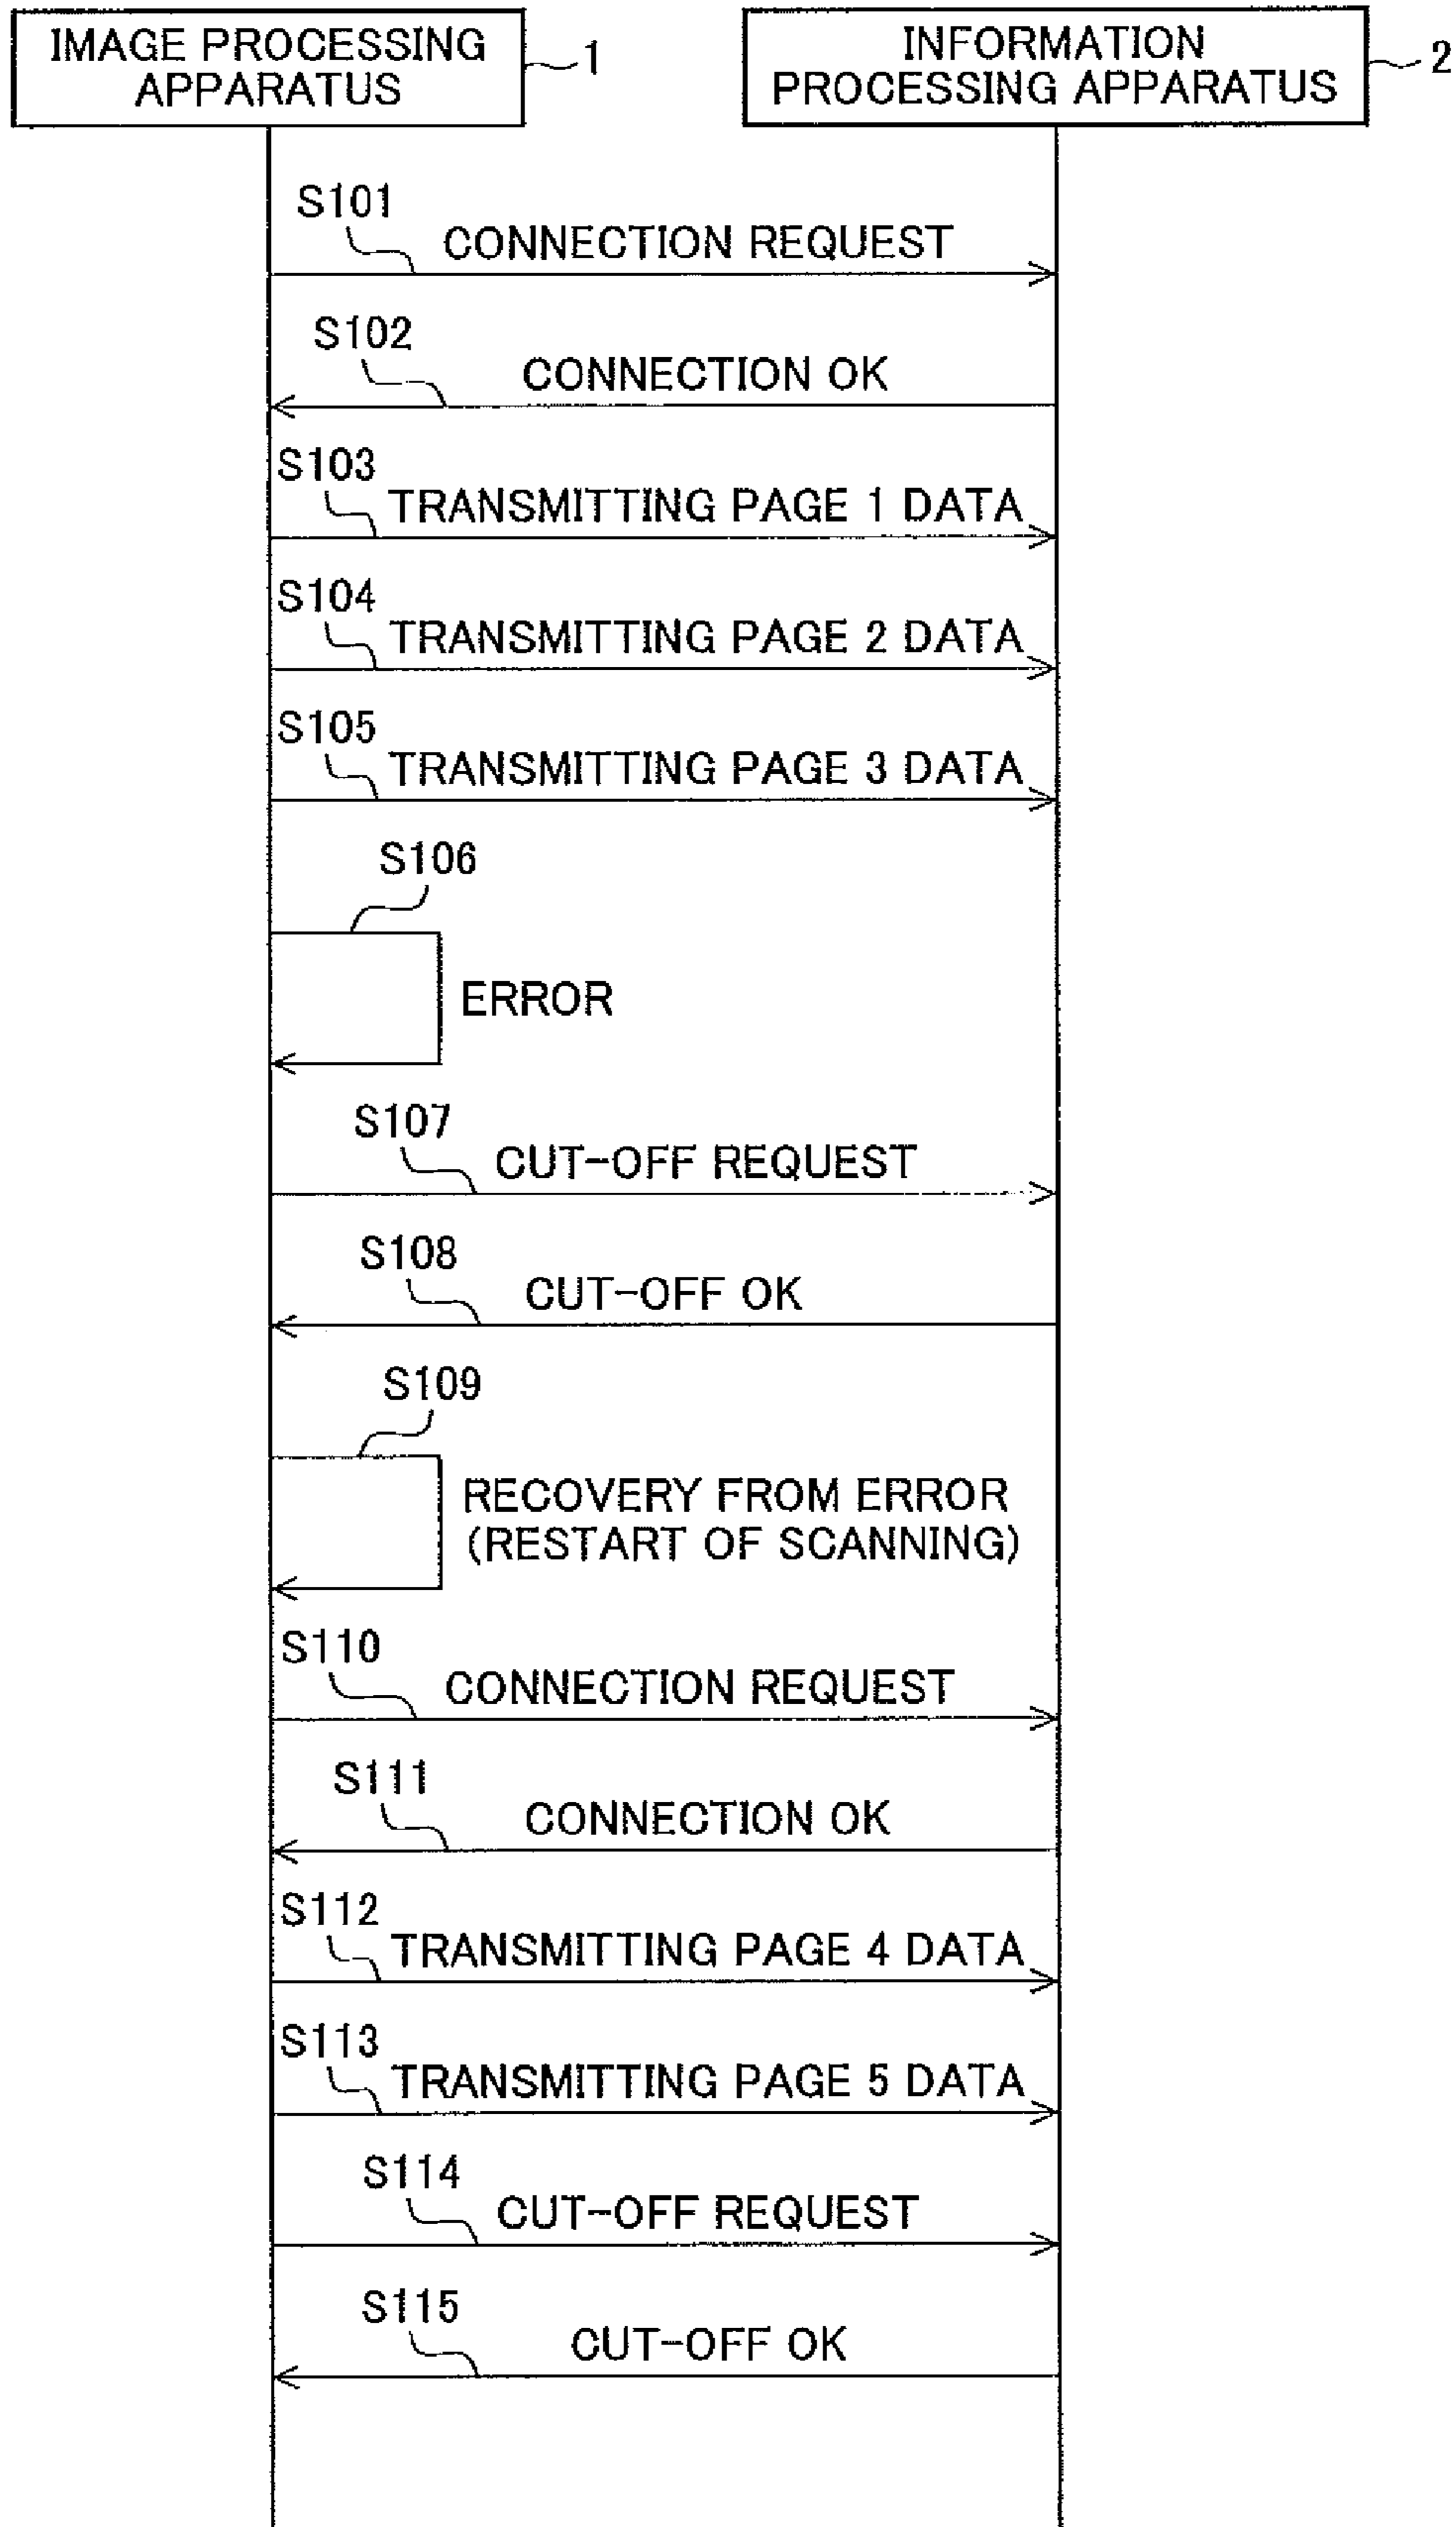 IMAGE PROCESSING
APPARATUS
1
INFORMATION
PROCESSING APPARATUS
2
S101
CONNECTION REQUEST
S102
CONNECTION OK
S103
TRANSMITTING PAGE 1 DATA
S104
TRANSMITTING PAGE 2 DATA
S105
TRANSMITTING PAGE 3 DATA
S106
ERROR
S107
CUT-OFF REQUEST
S108
CUT-OFF OK
S109
RECOVERY FROM ERROR
(RESTART OF SCANNING)
S110
CONNECTION REQUEST
S111
CONNECTION OK
S112
TRANSMITTING PAGE 4 DATA
S113
TRANSMITTING PAGE 5 DATA
S114
CUT-OFF REQUEST
S115
CUT-OFF OK